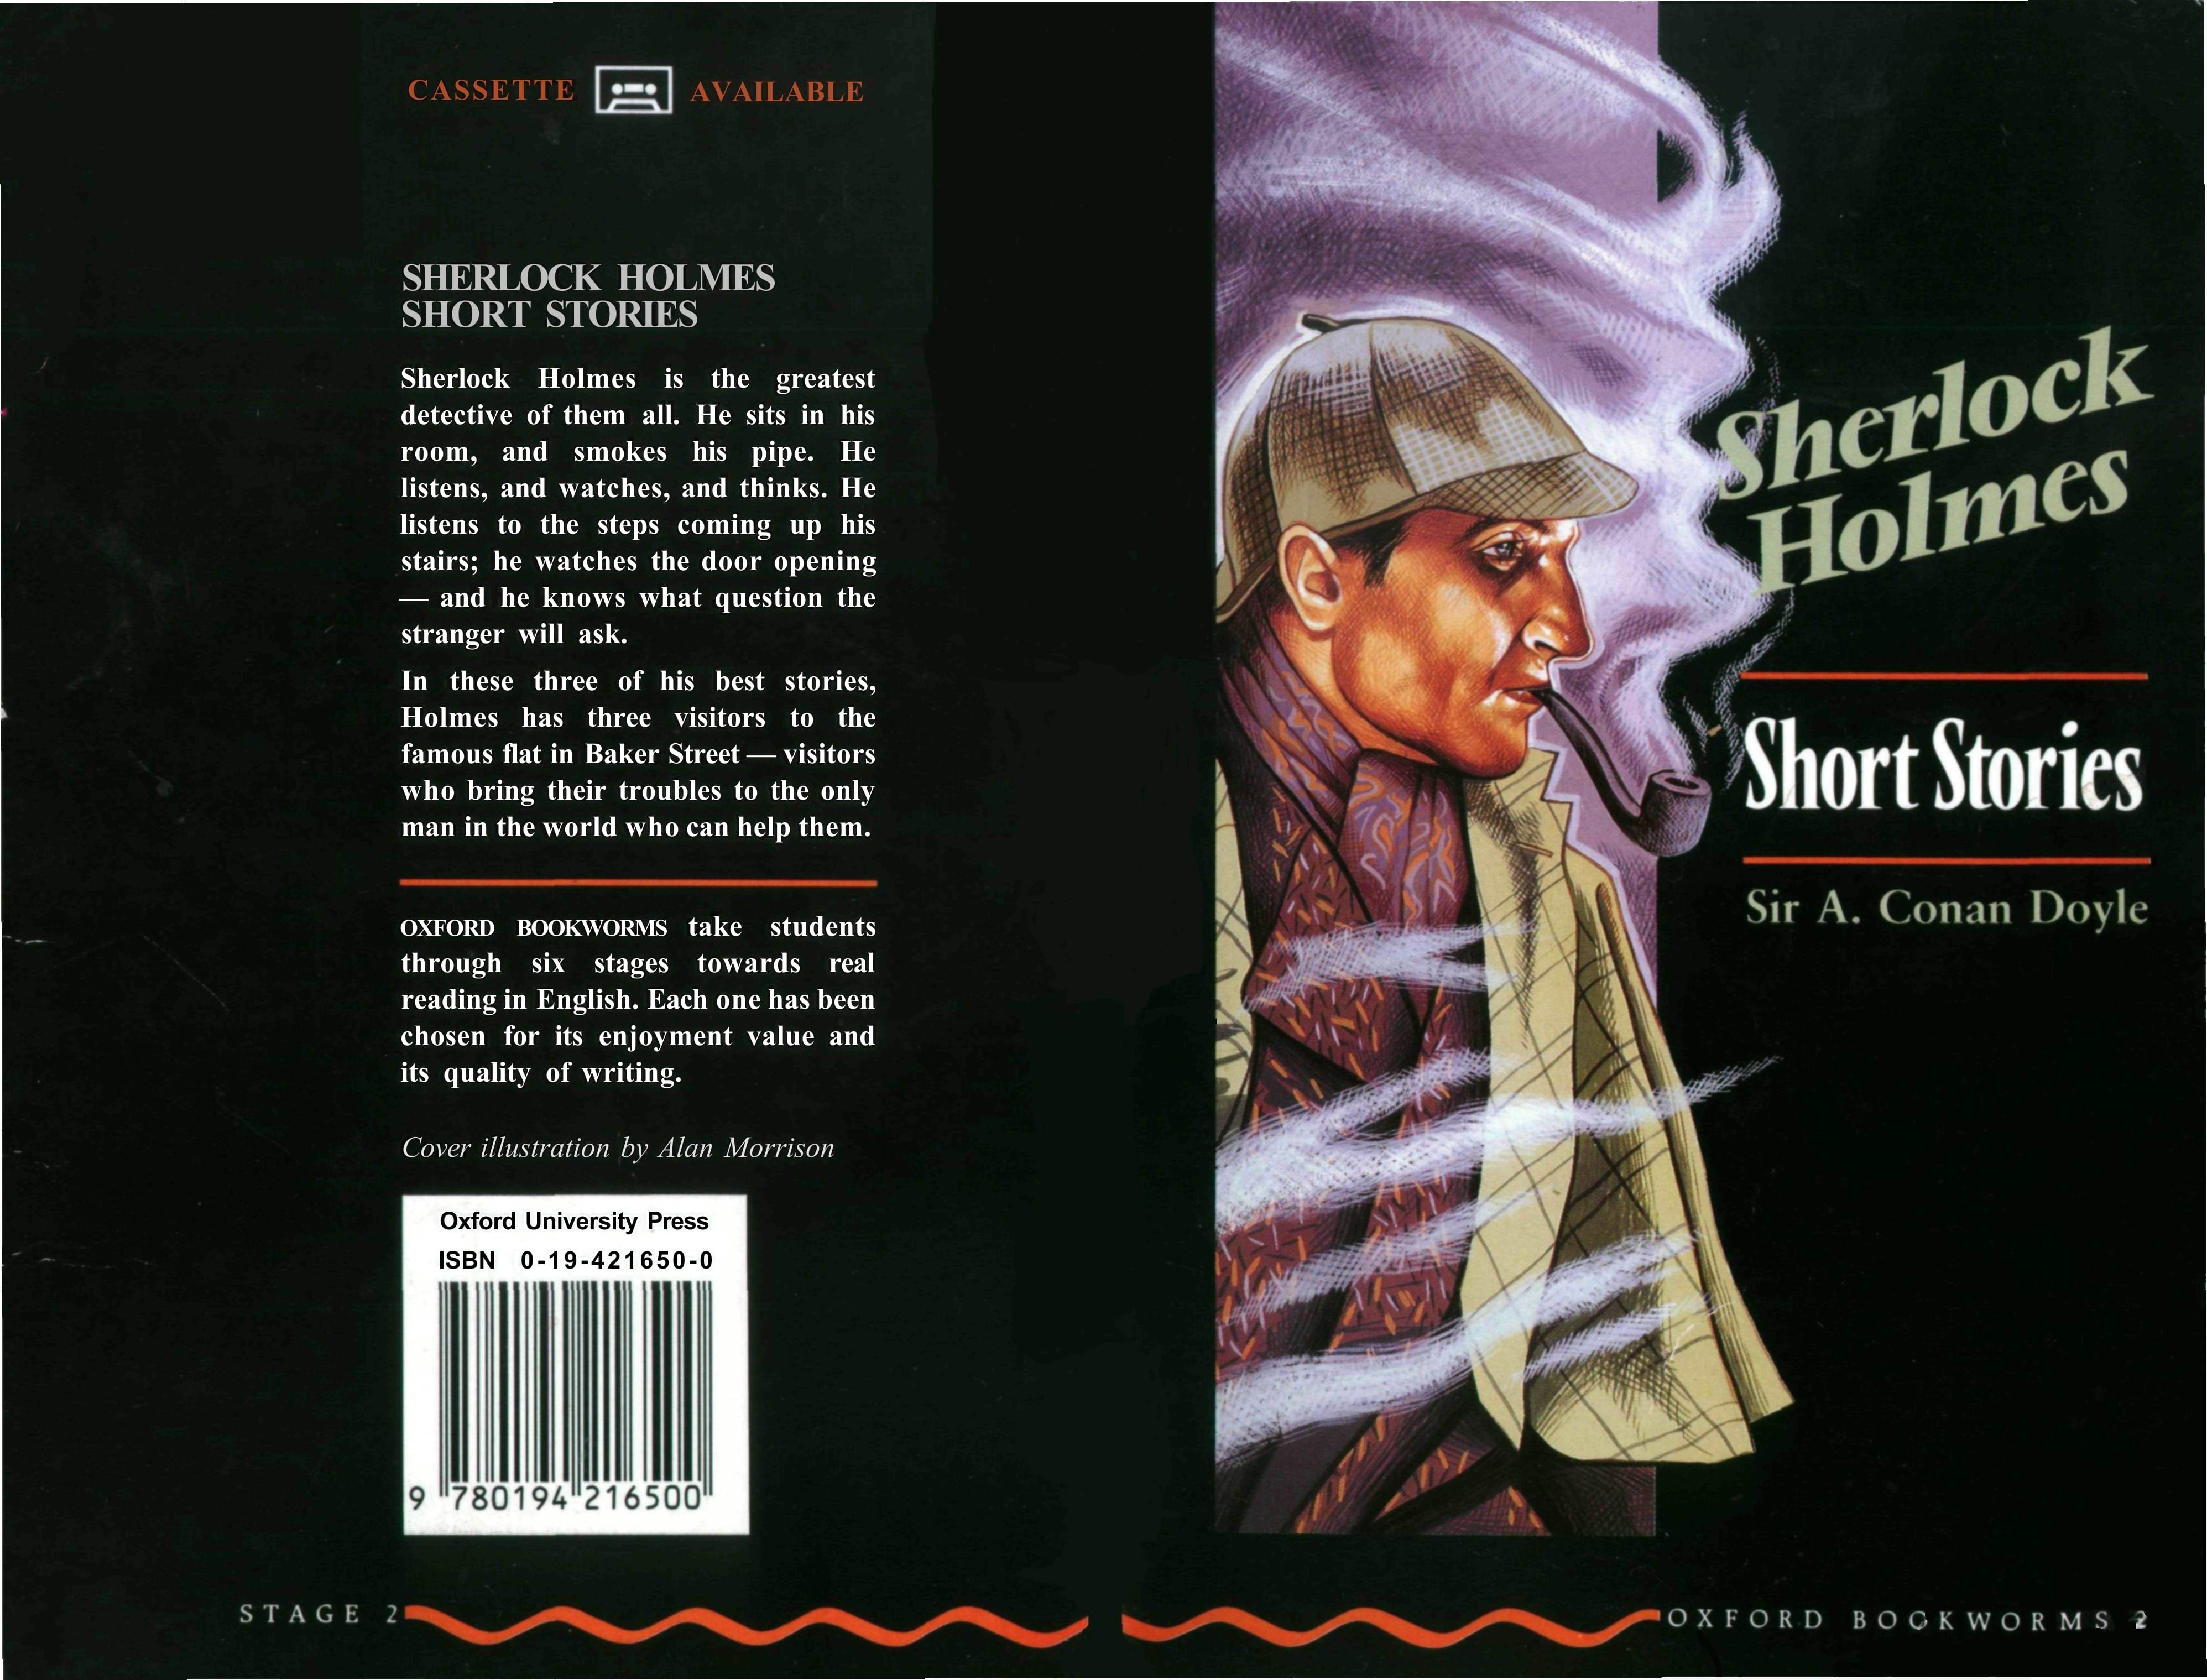 CASSETTE AVAILABLE
SHERLOCK HOLMES
SHORT STORIES
Sherlock Holmes is the greatest
detective of them all. He sits in his
room, and smokes his pipe. He
listens, and watches, and thinks. He
listens to the steps coming up his
stairs; he watches the door opening
— and he knows what question the
stranger will ask.
In these three of his best stories,
Holmes has three visitors to the
famous flat in Baker Street — visitors
who bring their troubles to the only
man in the world who can help them.
OXFORD BOOKWORMS take students
through six stages towards real
reading in English. Each one has been
chosen for its enjoyment value and
its quality of writing.
Cover illustration by Alan Morrison
Oxford University Press
ISBN 0-19-421650-0
9 780194 216500
STAGE 2
Sherlock
Holmes
Short Stories
Sir A. Conan Doyle
OXFORD BOOKWORMS 2